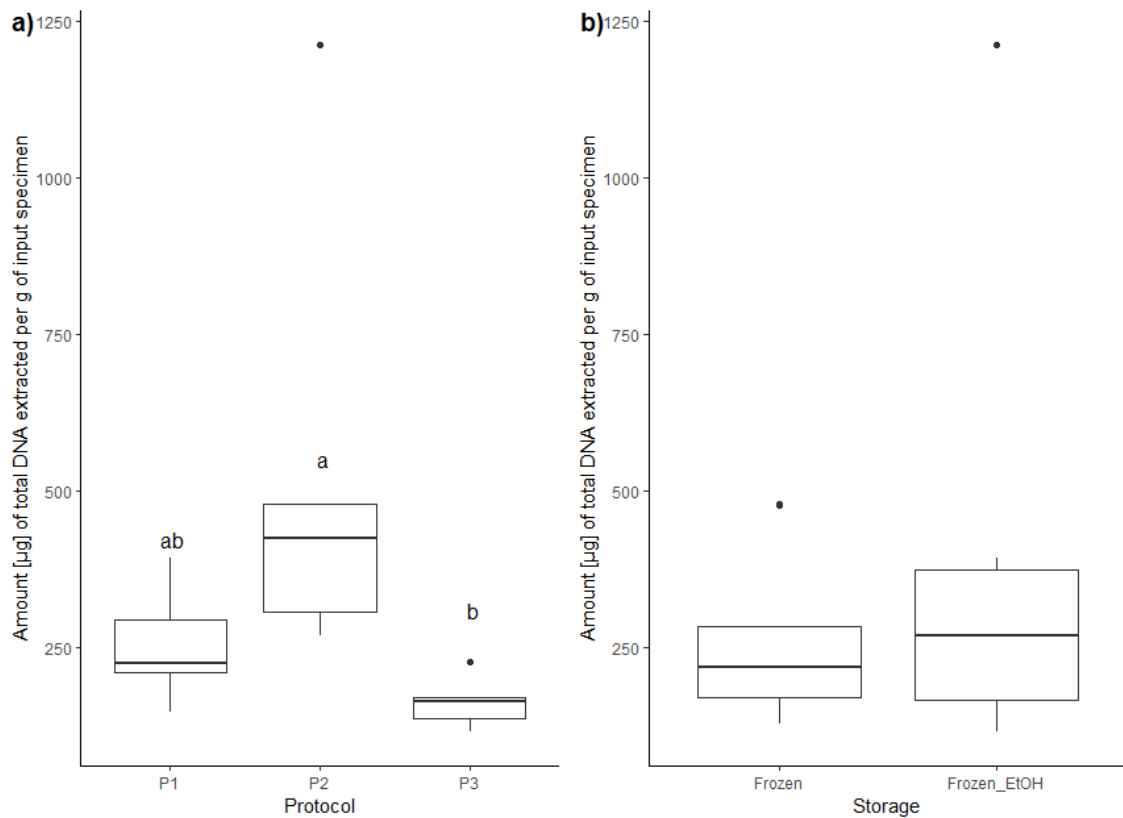 a)
Amount [µg] of total DNA extracted per g of input specimen
1250
1000
750
500
250
ab
a
b
P1 P2 P3
Protocol
b)
Amount [µg] of total DNA extracted per g of input specimen
1250
1000
750
500
250
Frozen Frozen_EtOH
Storage